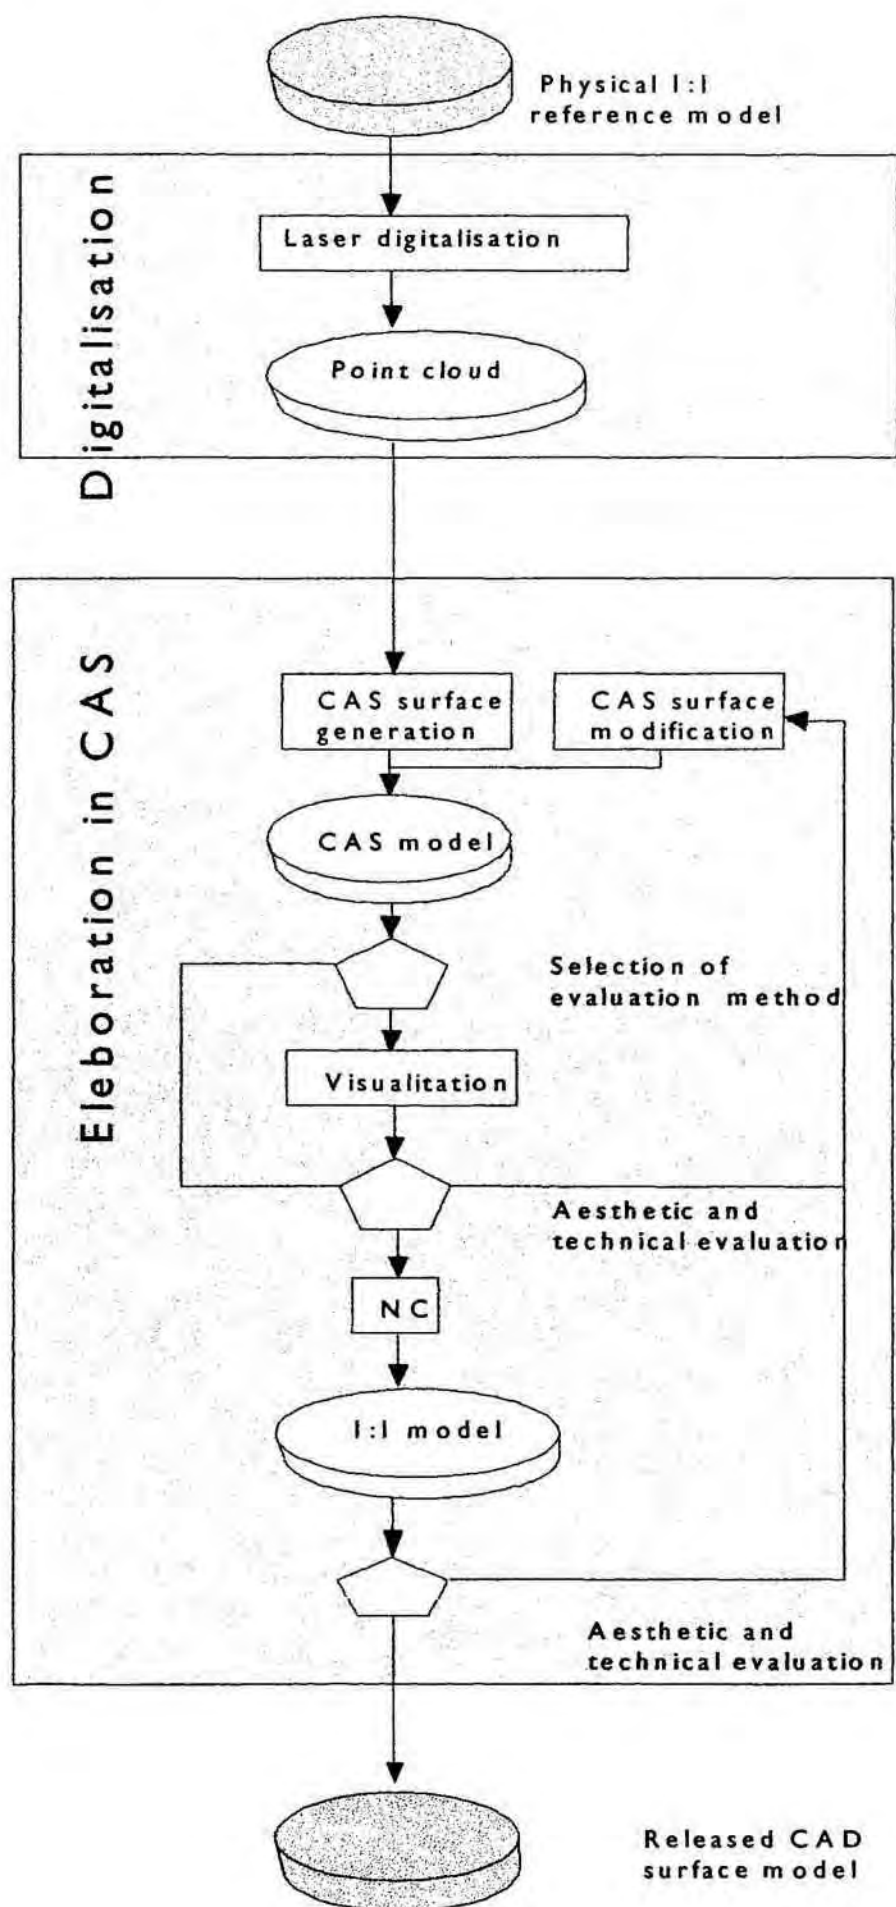 Physical 1:1
reference model
Digitalisation
Laser digitalisation
Point cloud
Eleboration in CAS
CAS surface
generation
CAS surface
modification
CAS model
Selection of
evaluation method
Visualitation
Aesthetic and
technical evaluation
NC
1:1 model
Aesthetic and
technical evaluation
Released CAD
surface model